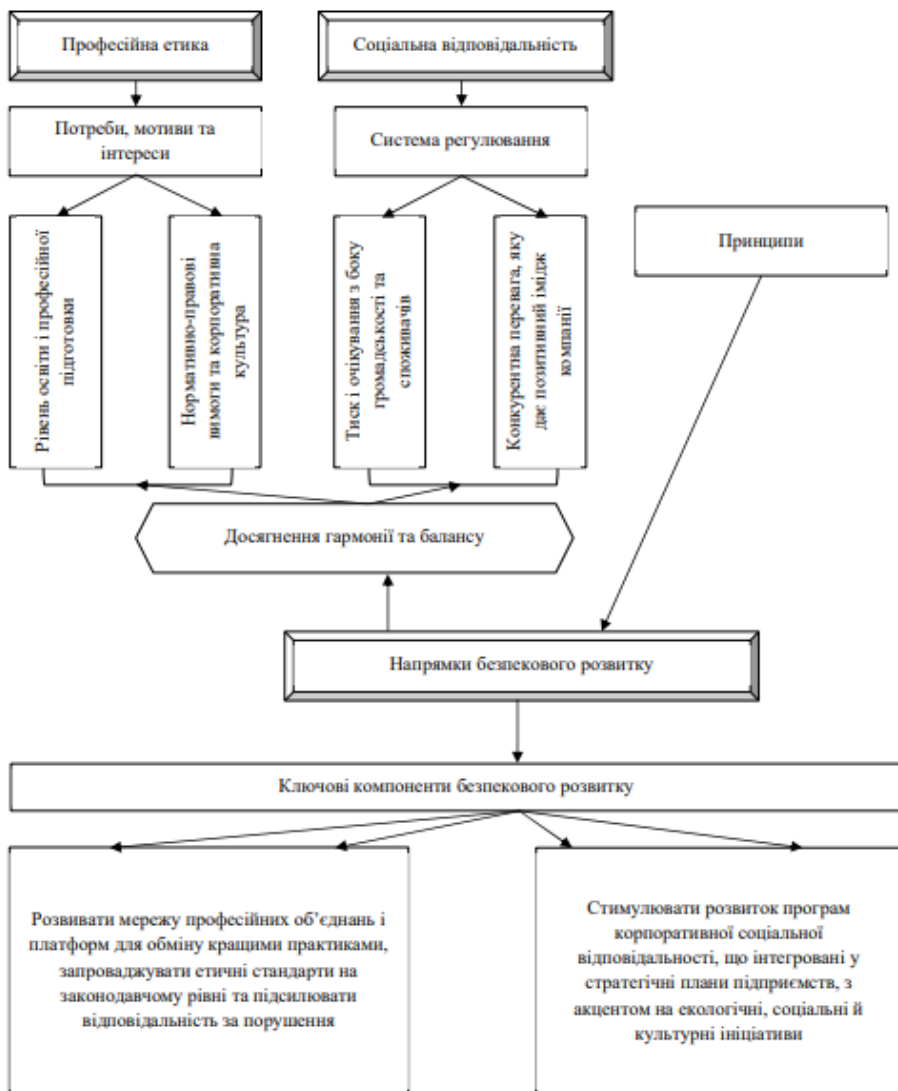 Професійна етика
Соціальна відповідальність
Потреби, мотиви та
інтереси
Система регулювання
Рівень освіти і професійної
підготовки
Нормативно-правові
вимоги та корпоративна
культура
Тиск і очікування з боку
громадськості та
споживачів
Конкурентна перевага, яку
дає позитивний імідж
компанії
Принципи
Досягнення гармонії та балансу
Напрямки безпекового розвитку
Ключові компоненти безпекового розвитку
Розвивати мережу професійних об’єднань і
платформ для обміну кращими практиками,
запроваджувати етичні стандарти на
законодавчому рівні та підсилювати
відповідальність за порушення
Стимулювати розвиток програм
корпоративної соціальної
відповідальності, що інтегровані у
стратегічні плани підприємств, з
акцентом на екологічні, соціальні й
культурні ініціативи